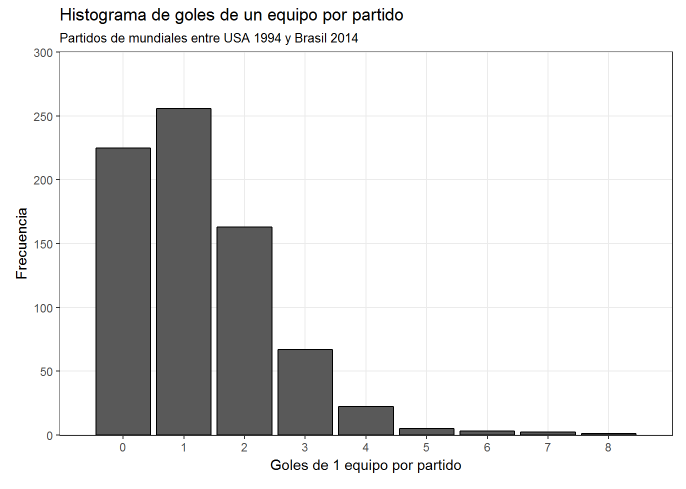 Histograma de goles de un equipo por partido
Partidos de mundiales entre USA 1994 y Brasil 2014
300
250
200
150
100
50
0
Frecuencia
0 1 2 3 4 5 6 7 8
Goles de 1 equipo por partido